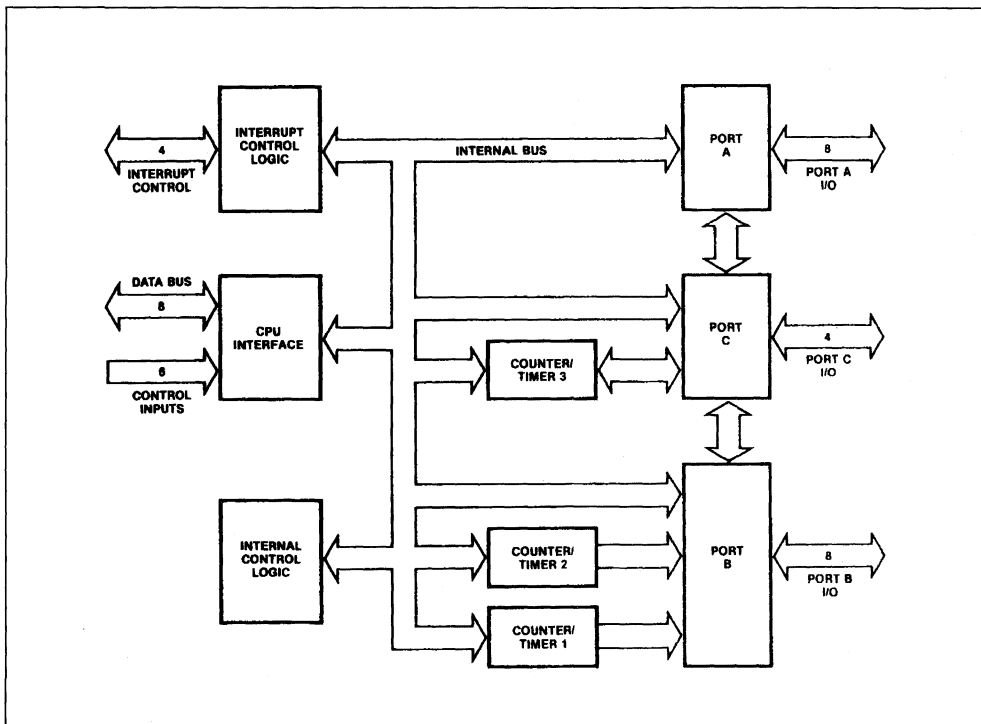 INTERRUPT
CONTROL
LOGIC
4
INTERRUPT
CONTROL
INTERNAL BUS
PORT
A
8
PORT A
I/O
DATA BUS
8
CPU
INTERFACE
6
CONTROL
INPUTS
PORT
C
4
PORT C
I/O
COUNTER/
TIMER 3
INTERNAL
CONTROL
LOGIC
COUNTER/
TIMER 2
PORT
B
8
PORT B
I/O
COUNTER/
TIMER 1